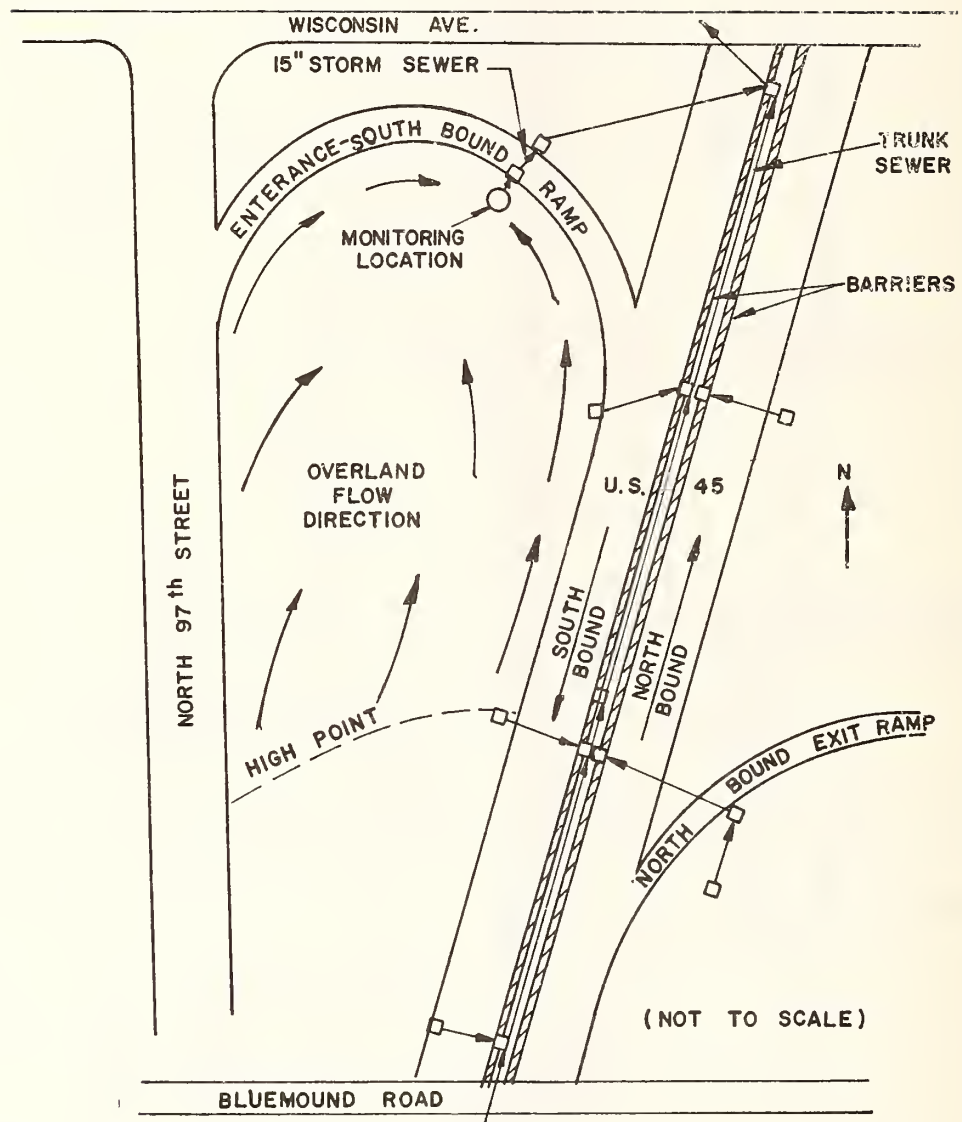 WISCONSIN AVE.
15" STORM SEWER
ENTERANCE-SOUTH BOUND RAMP
TRUNK
SEWER
MONITORING
LOCATION
BARRIERS
OVERLAND
FLOW
DIRECTION
U.S. 45
N
NORTH 97th STREET
SOUTH
BOUND
NORTH
BOUND
HIGH POINT
NORTH BOUND EXIT RAMP
(NOT TO SCALE)
BLUEMOUND ROAD